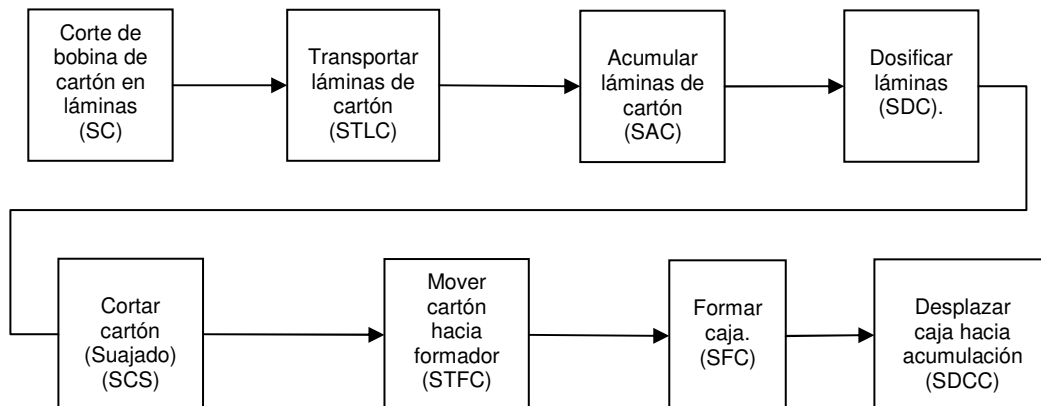 Corte de
bobina de
cartón en
láminas
(SC)
Transportar
láminas de
cartón
(STLC)
Acumular
láminas de
cartón
(SAC)
Dosificar
láminas
(SDC).
Cortar
cartón
(Suajado)
(SCS)
Mover
cartón
hacia
formador
(STFC)
Formar
caja.
(SFC)
Desplazar
caja hacia
acumulación
(SDCC)